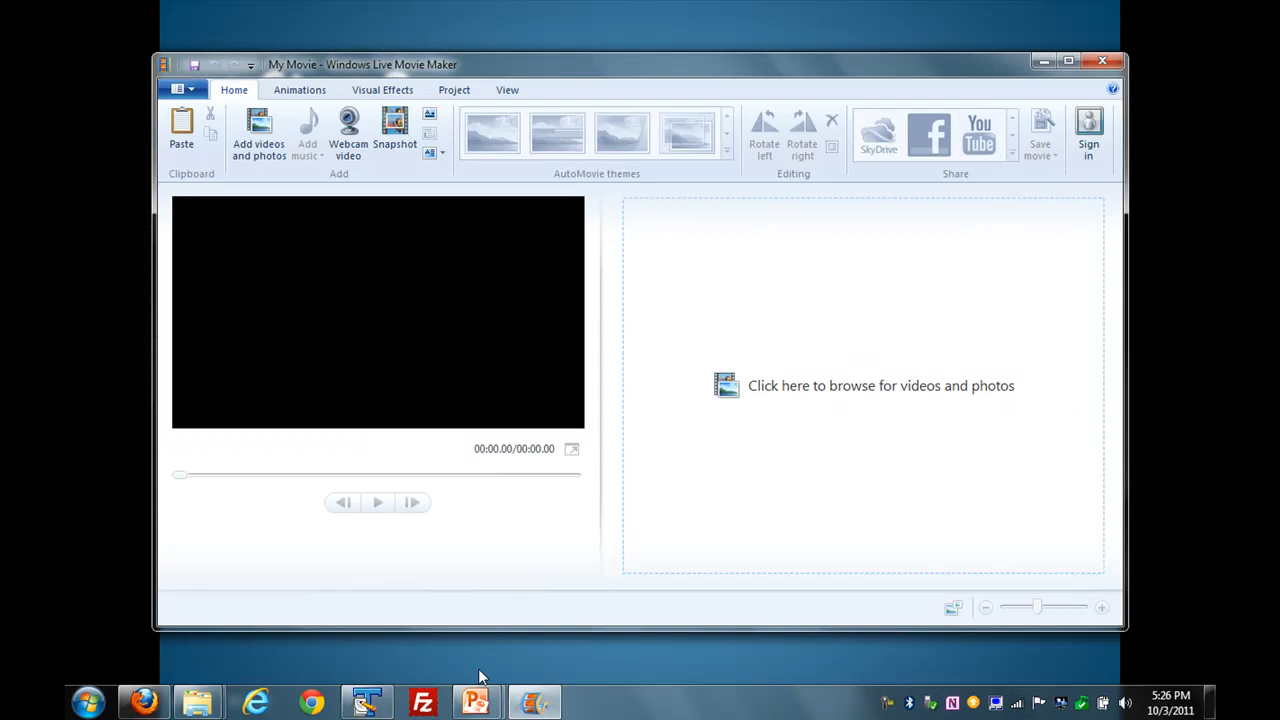 My Movie - Windows Live Movie Maker
Home
Animations
Visual Effects
Project
View
Paste
Add videos
and photos
Add
music
Webcam
video
Snapshot
Rotate
left
Rotate
right
SkyDrive
f
You
Tube
Save
movie
Sign
in
Clipboard
Add
AutoMovie themes
Editing
Share
Click here to browse for videos and photos
00:00.00/00:00.00
Fz
P
N
5:26 PM
10/3/2011